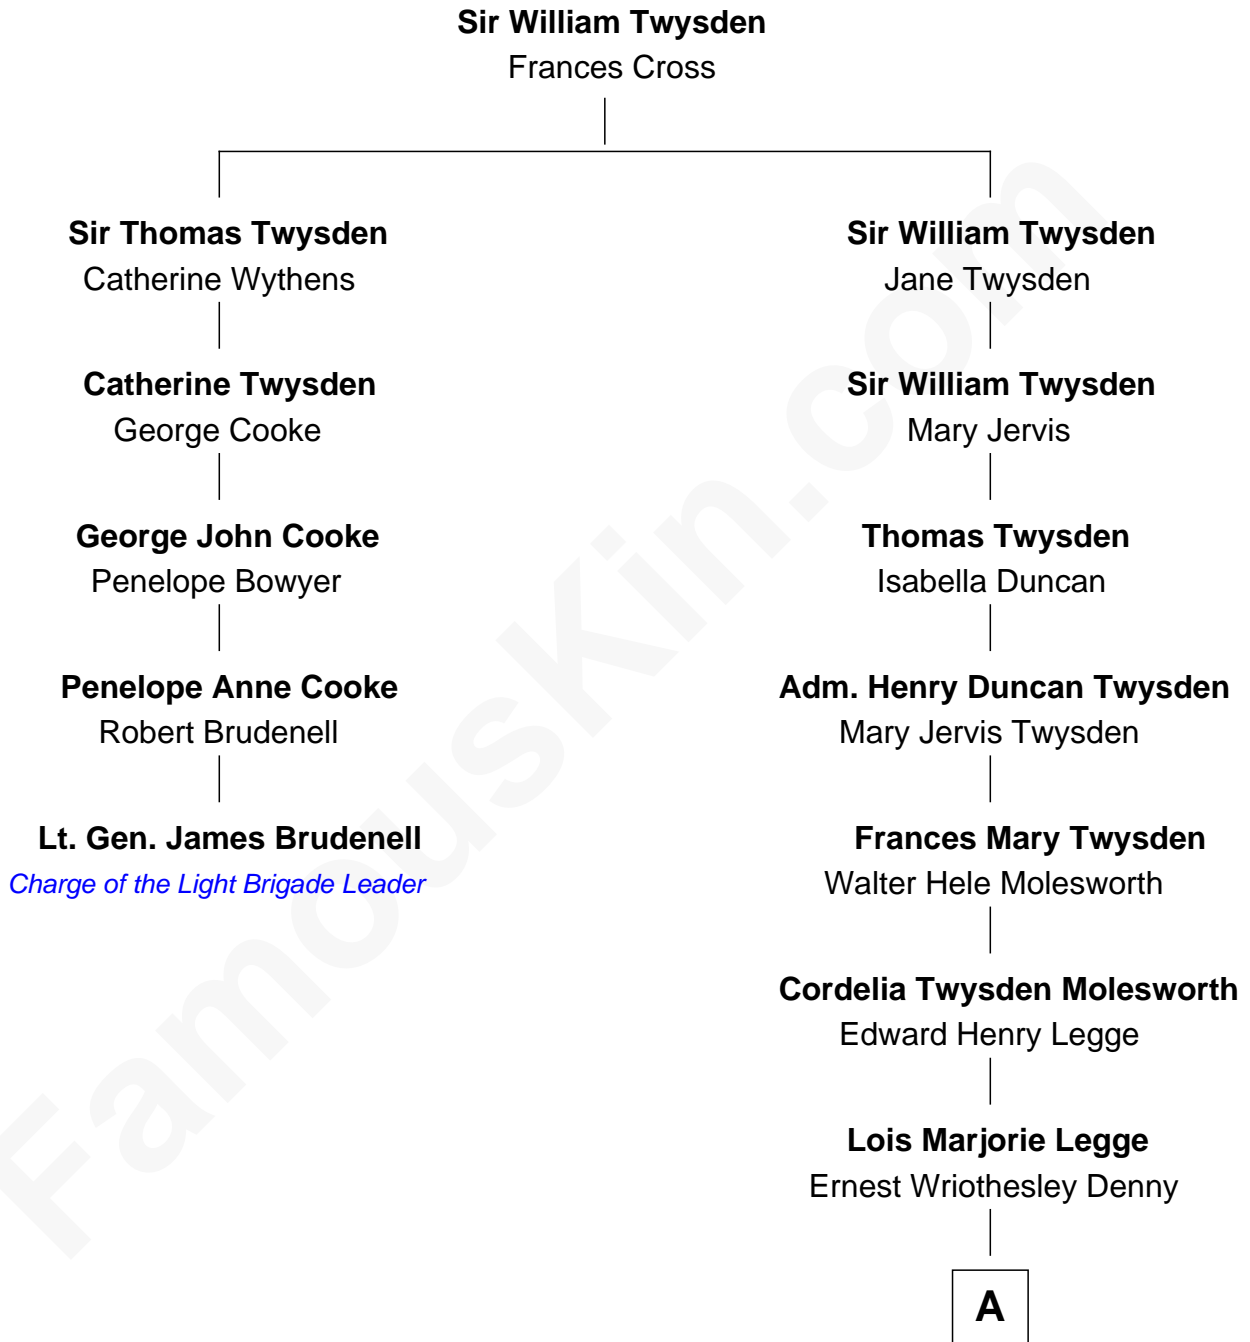 Sir William Twysden
Frances Cross
Sir Thomas Twysden
Catherine Wythens
Sir William Twysden
Jane Twysden
Catherine Twysden
George Cooke
Sir William Twysden
Mary Jervis
George John Cooke
Penelope Bowyer
Thomas Twysden
Isabella Duncan
Penelope Anne Cooke
Robert Brudenell
Adm. Henry Duncan Twysden
Mary Jervis Twysden
Lt. Gen. James Brudenell
Charge of the Light Brigade Leader
Frances Mary Twysden
Walter Hele Molesworth
Cordelia Twysden Molesworth
Edward Henry Legge
Lois Marjorie Legge
Ernest Wriothesley Denny
A
FamousKin.com